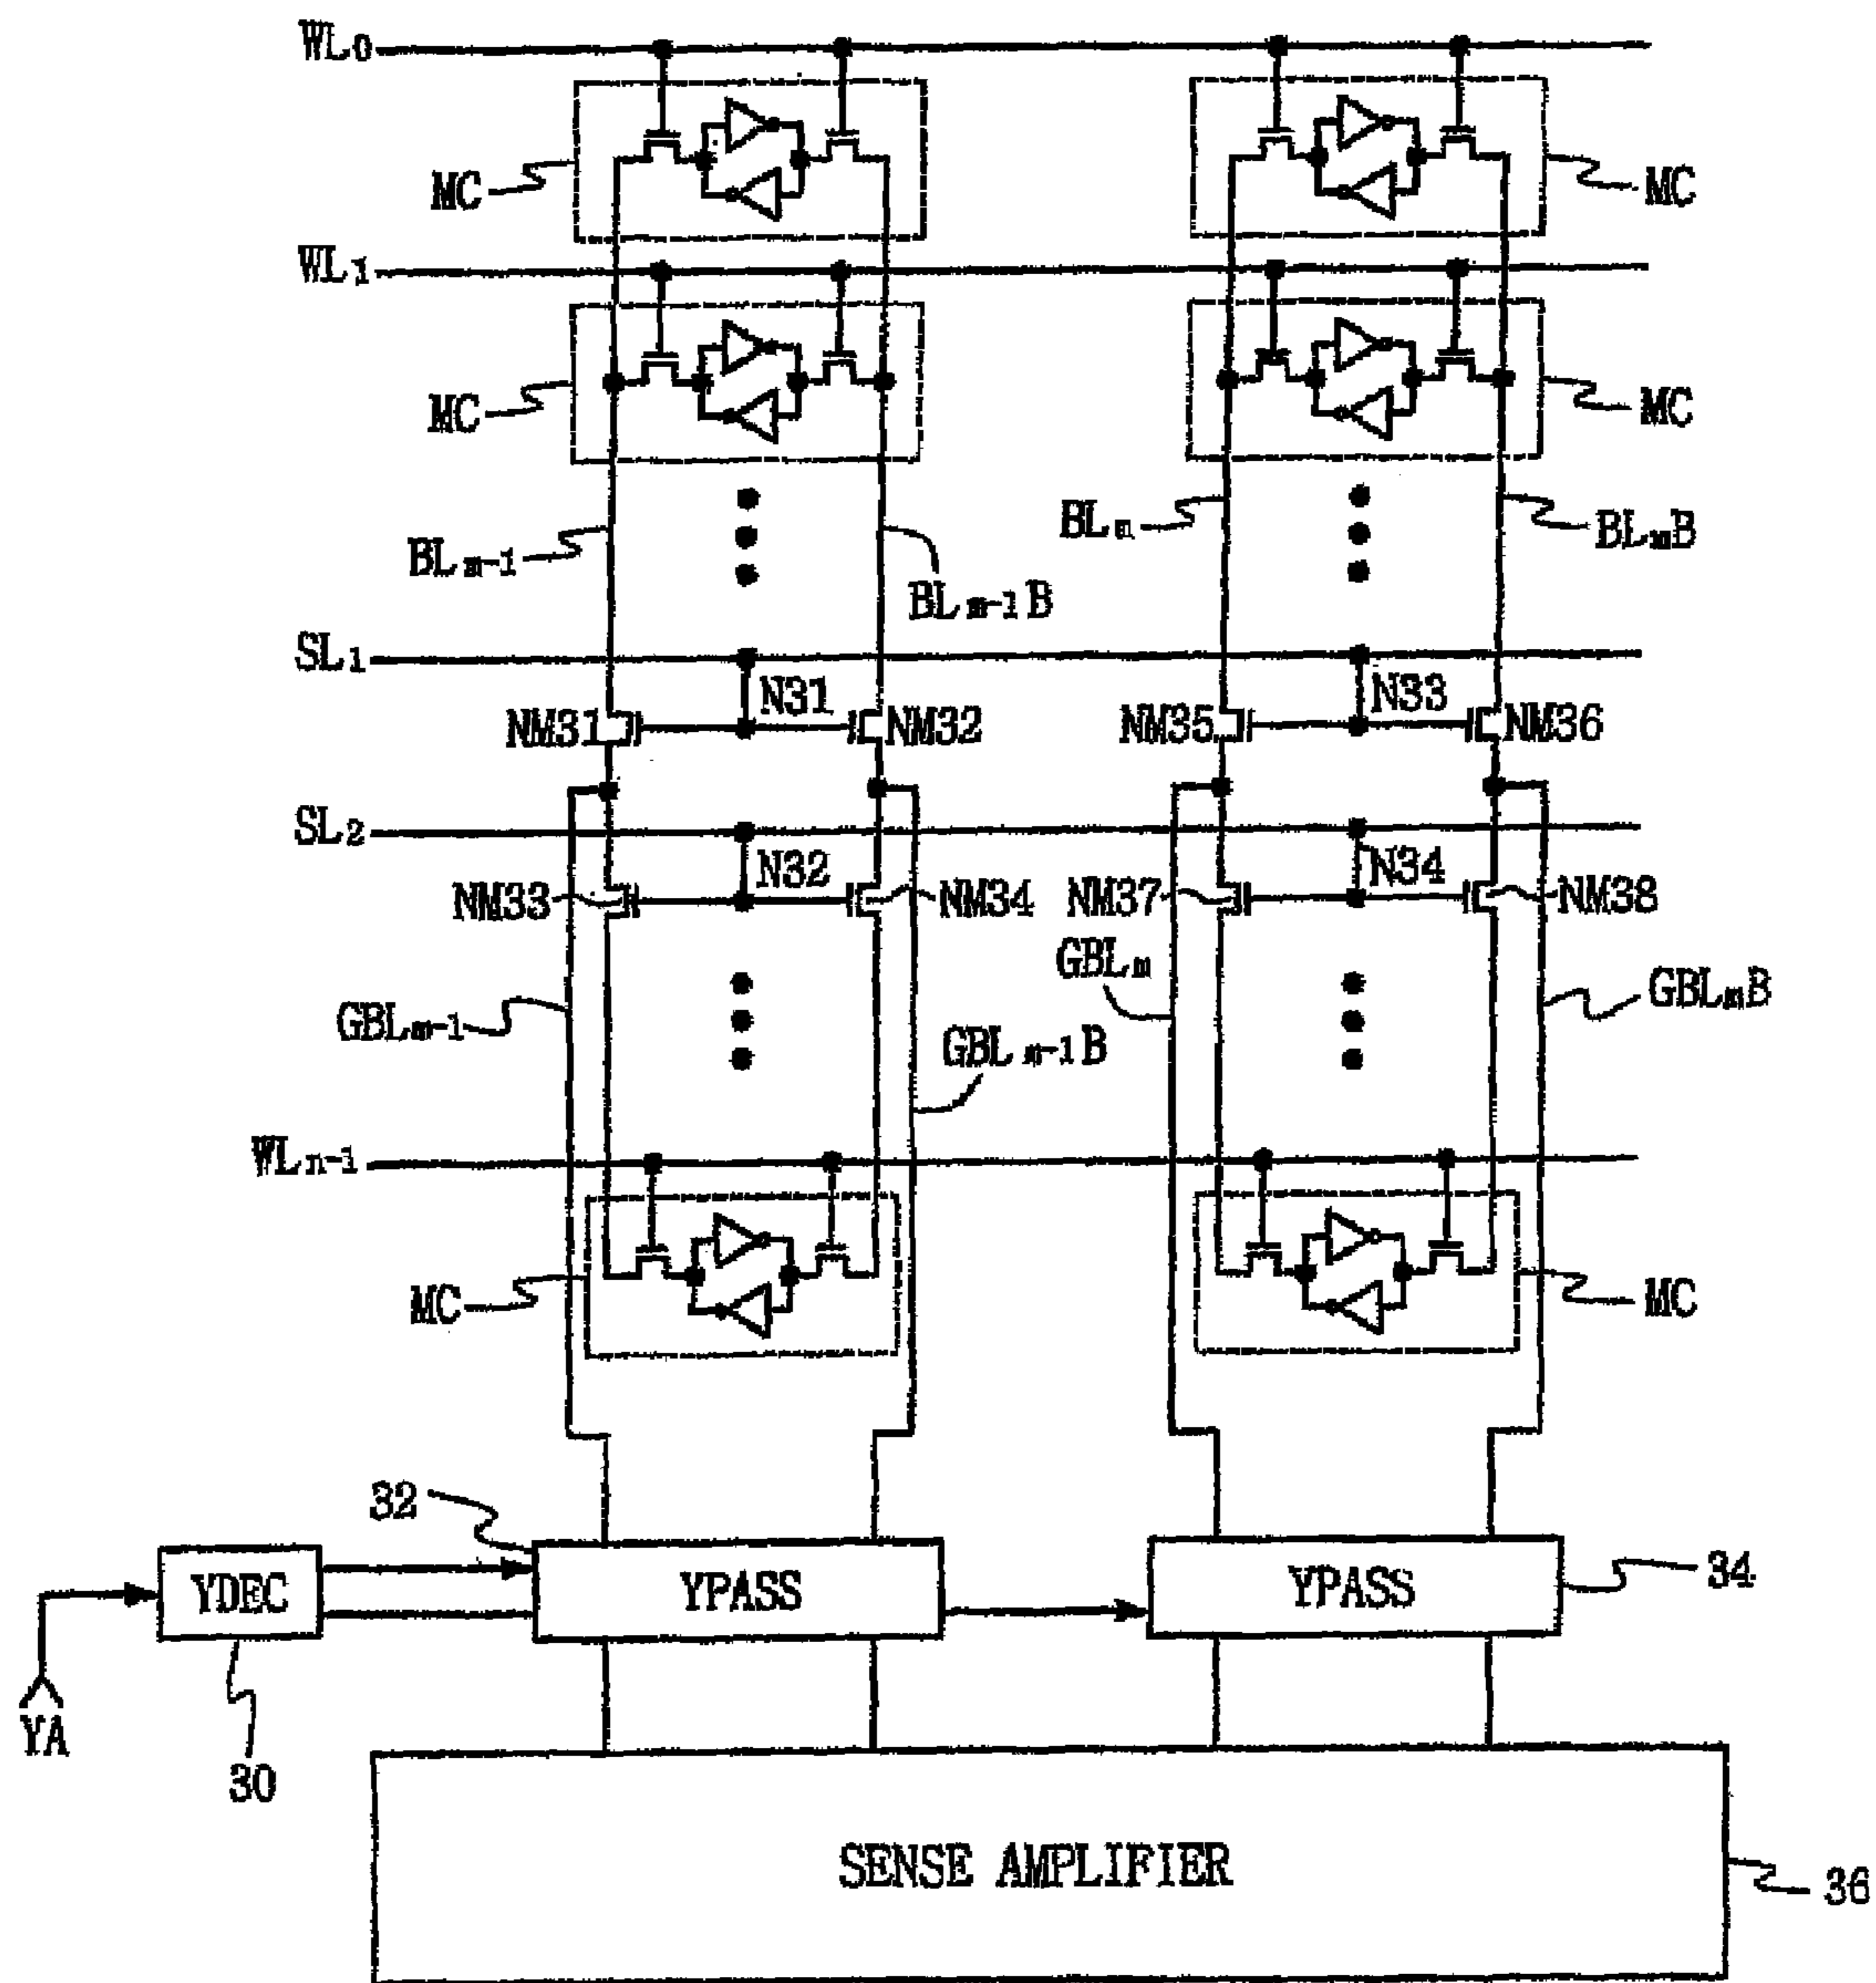 WL0
MC
MC
WL1
MC
MC
BLm-1
BLm-1B
BLm
BLmB
SL1
N31
N33
NM31
NM32
NM35
NM36
SL2
N32
N34
NM33
NM34
NM37
NM38
GBLm-1
GBLm-1B
GBLm
GBLmB
WLn-1
MC
MC
32
YDEC
YPASS
YPASS
34
YA
30
SENSE AMPLIFIER
36